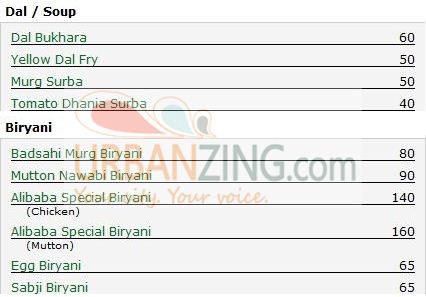 Dal / Soup
Dal Bukhara 60
Yellow Dal Fry 50
Murg Surba 50
Tomato Dhania Surba 40
Biryani
Badsahi Murg Biryani 80
URBANZING.com
Mutton Nawabi Biryani 90
Your city. Your voice.
Alibaba Special Biryani 140
(Chicken)
Alibaba Special Biryani 160
(Mutton)
Egg Biryani 65
Sabji Biryani 65